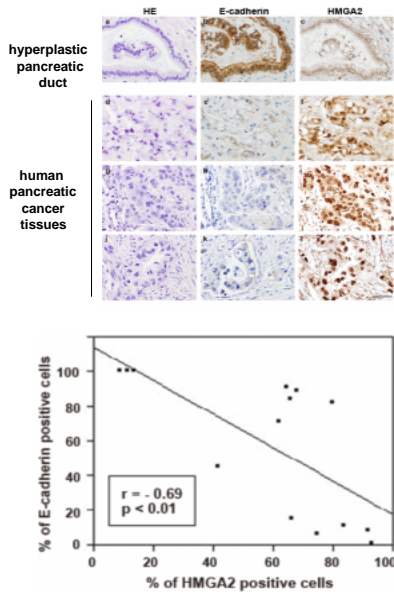 HE E-cadherin HMGA2
hyperplastic
pancreatic
duct
a b c
d e f
human
pancreatic
cancer
tissues
g h
j k
% of E-cadherin positive cells
100
80
60
40
20
0
r = - 0.69
p < 0.01
0 20 40 60 80 100
% of HMGA2 positive cells